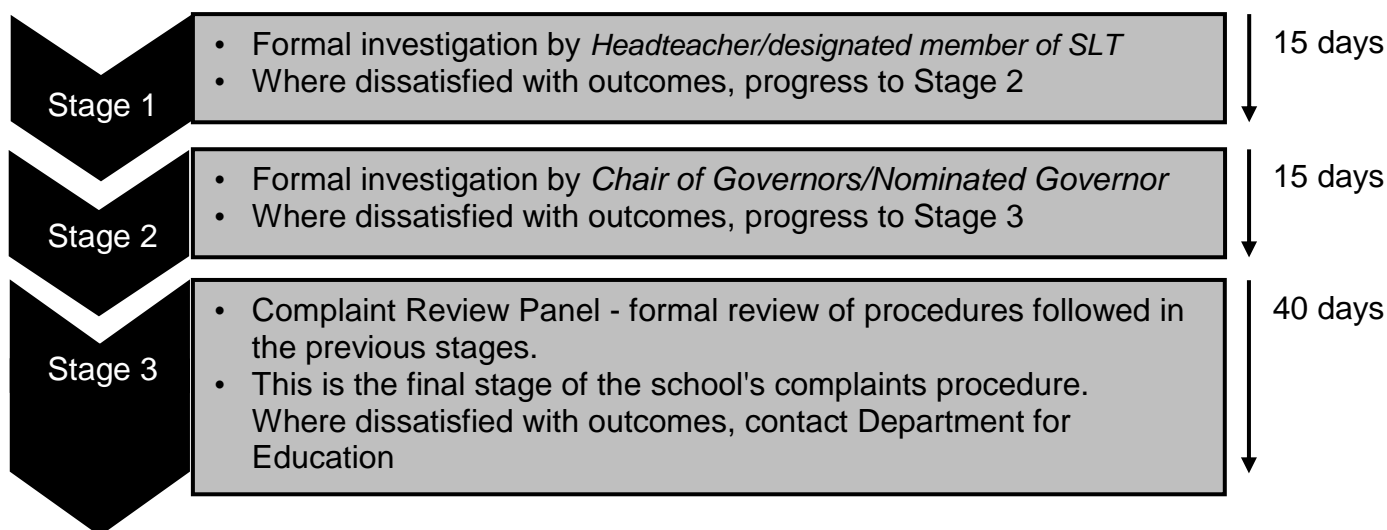 Stage 1
• Formal investigation by Headteacher/designated member of SLT
• Where dissatisfied with outcomes, progress to Stage 2
15 days
Stage 2
• Formal investigation by Chair of Governors/Nominated Governor
• Where dissatisfied with outcomes, progress to Stage 3
15 days
Stage 3
• Complaint Review Panel - formal review of procedures followed in
the previous stages.
• This is the final stage of the school's complaints procedure.
Where dissatisfied with outcomes, contact Department for
Education
40 days